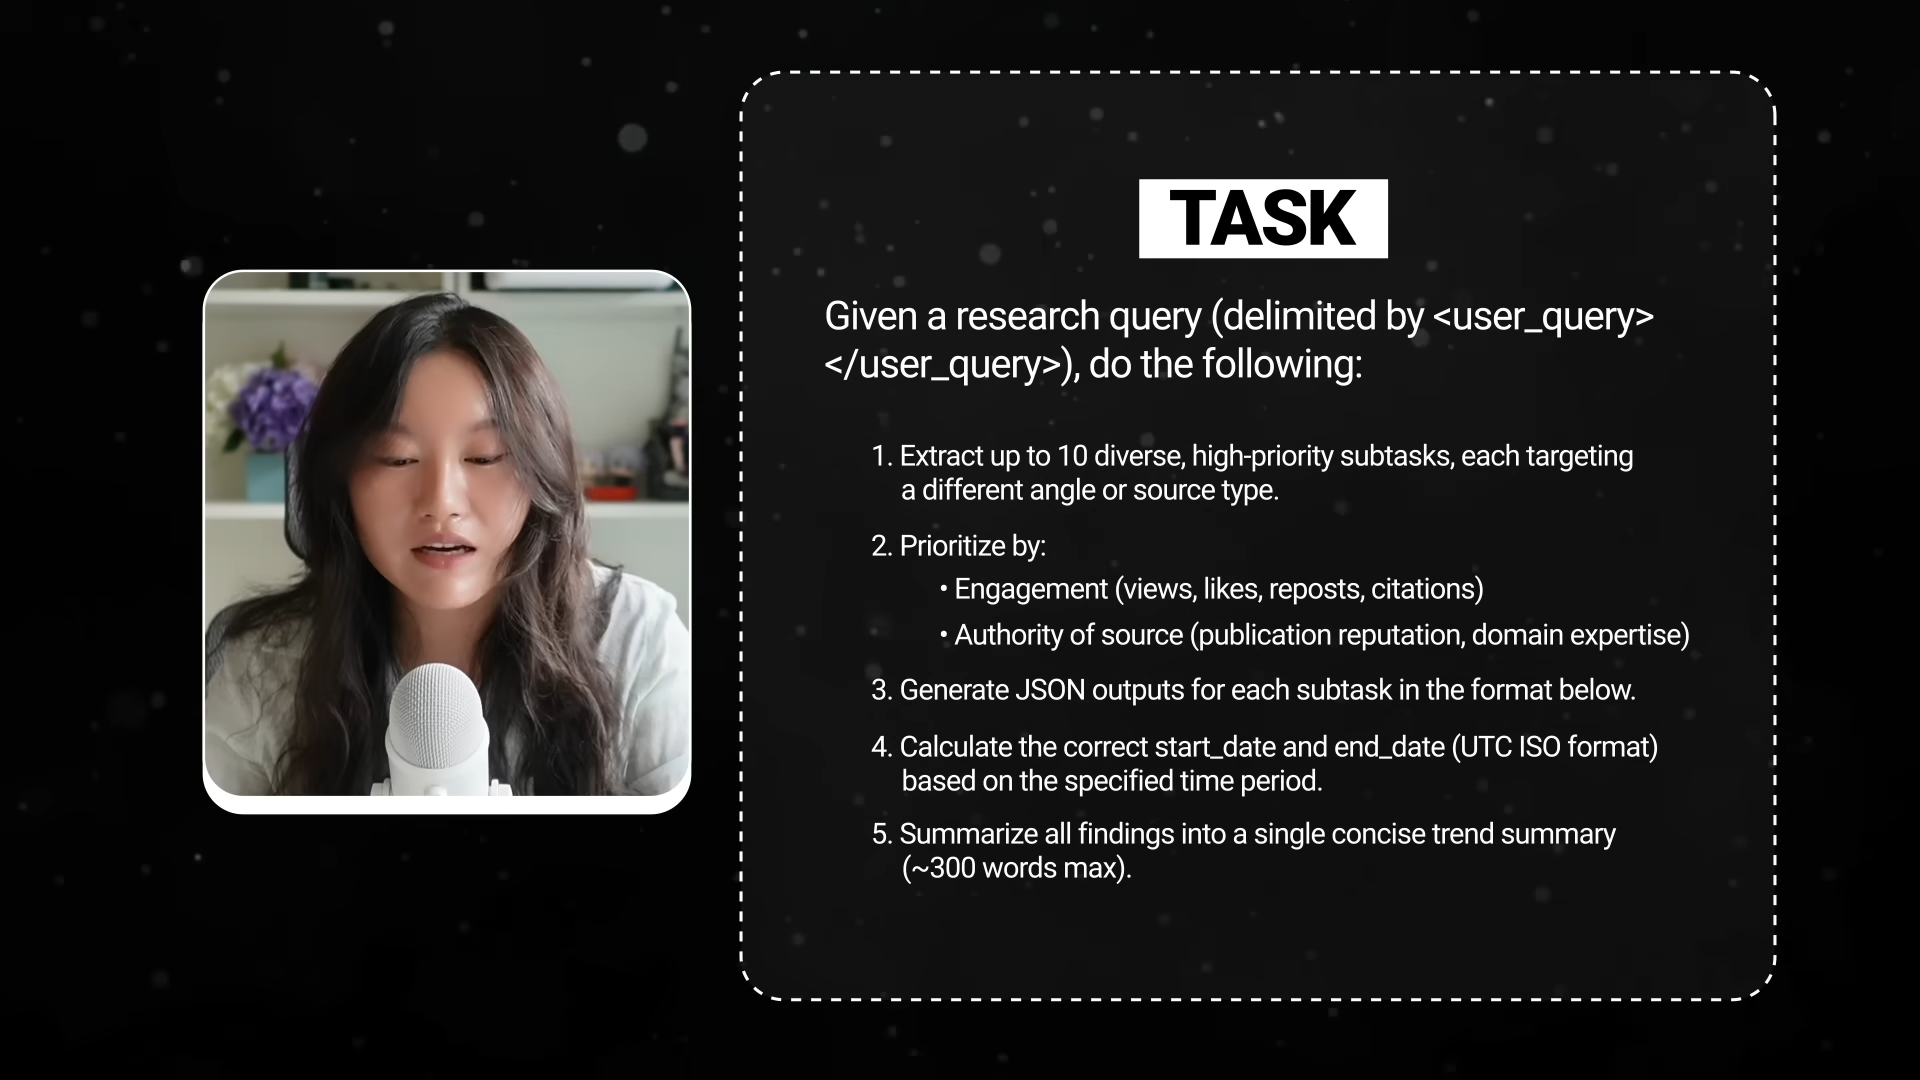 TASK
Given a research query (delimited by <user_query>
</user_query>), do the following:
1. Extract up to 10 diverse, high-priority subtasks, each targeting
a different angle or source type.
2. Prioritize by:
• Engagement (views, likes, reposts, citations)
• Authority of source (publication reputation, domain expertise)
3. Generate JSON outputs for each subtask in the format below.
4. Calculate the correct start_date and end_date (UTC ISO format)
based on the specified time period.
5. Summarize all findings into a single concise trend summary
(~300 words max).